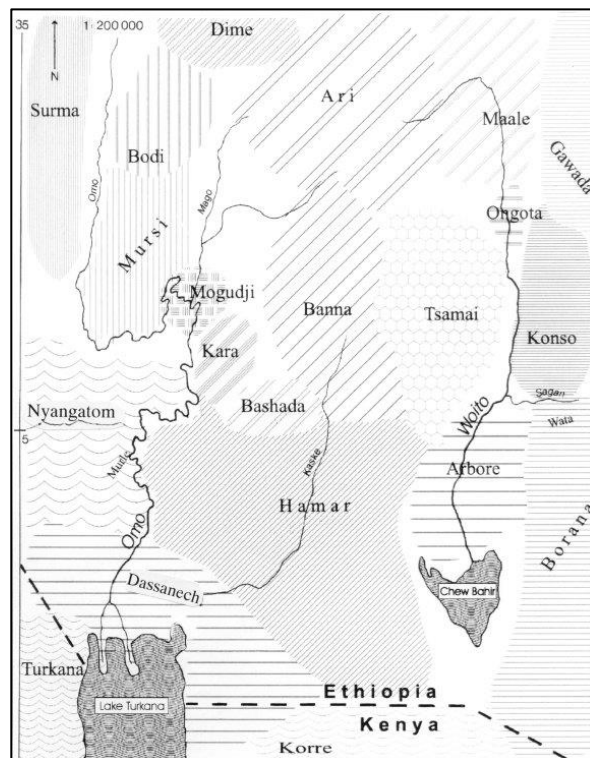 35
1: 200 000
N
Dime
Surma
Ari
Maale
Bodi
Gawada
Omo
Mago
Mursi
Ongota
Mogudji
Banna
Tsamai
Konso
Kara
Bashada
Nyangatom
Woito
Sagan
Wata
5
Murle
Kaske
Arbore
Hamar
Omo
Borana
Dassanech
Chew Bahir
Turkana
Ethiopia
Lake Turkana
Kenya
Korre